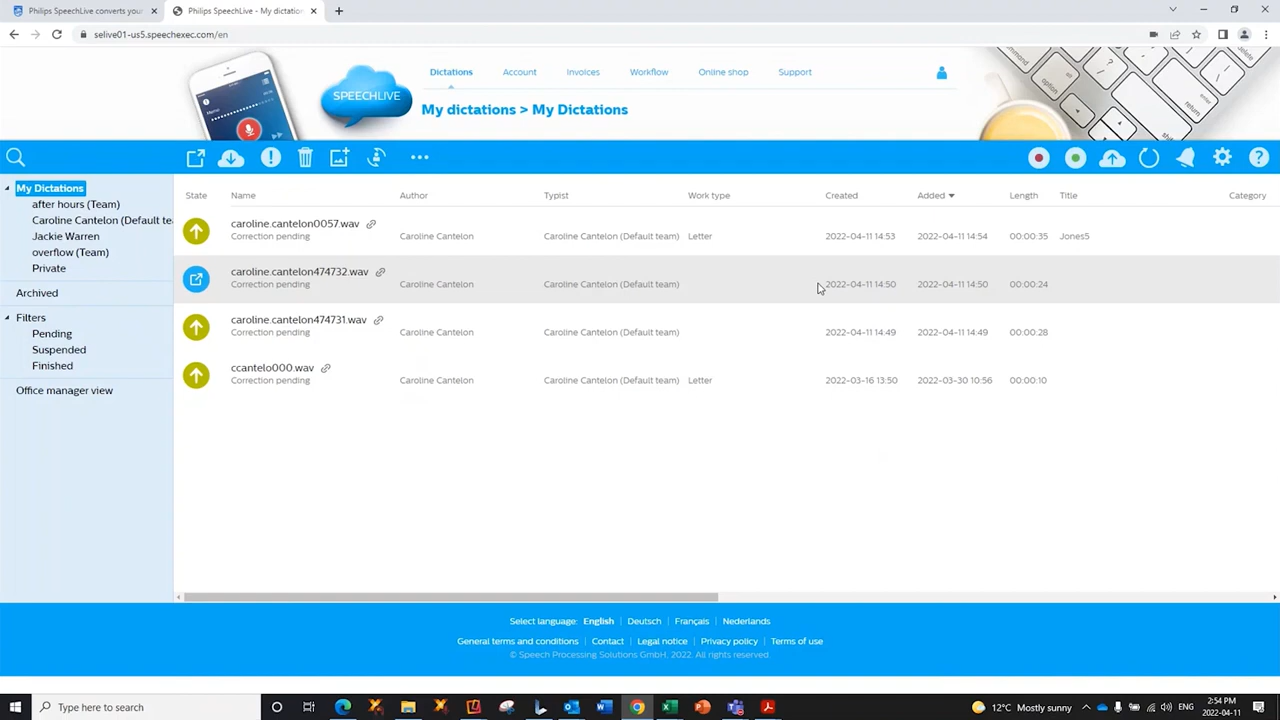 Philips SpeechLive converts your
Philips SpeechLive - My dictation
selive01-us5.speechexec.com/en
SPEECHLIVE
Dictations Account Invoices Workflow Online shop Support
My dictations > My Dictations
My Dictations
after hours (Team)
Caroline Cantelon (Default te
Jackie Warren
overflow (Team)
Private
Archived
Filters
Pending
Suspended
Finished
Office manager view
State Name Author Typist Work type Created Added Length Title Category
caroline.cantelon0057.wav
Correction pending Caroline Cantelon Caroline Cantelon (Default team) Letter 2022-04-11 14:53 2022-04-11 14:54 00:00:35 Jones5
caroline.cantelon474732.wav
Correction pending Caroline Cantelon Caroline Cantelon (Default team) 2022-04-11 14:50 2022-04-11 14:50 00:00:24
caroline.cantelon474731.wav
Correction pending Caroline Cantelon Caroline Cantelon (Default team) 2022-04-11 14:49 2022-04-11 14:49 00:00:28
ccantelo000.wav
Correction pending Caroline Cantelon Caroline Cantelon (Default team) Letter 2022-03-16 13:50 2022-03-30 10:56 00:00:10
Select language: English | Deutsch | Français | Nederlands
General terms and conditions | Contact | Legal notice | Privacy policy | Terms of use
© Speech Processing Solutions GmbH, 2022. All rights reserved.
Type here to search
12°C Mostly sunny
ENG
2:54 PM
2022-04-11